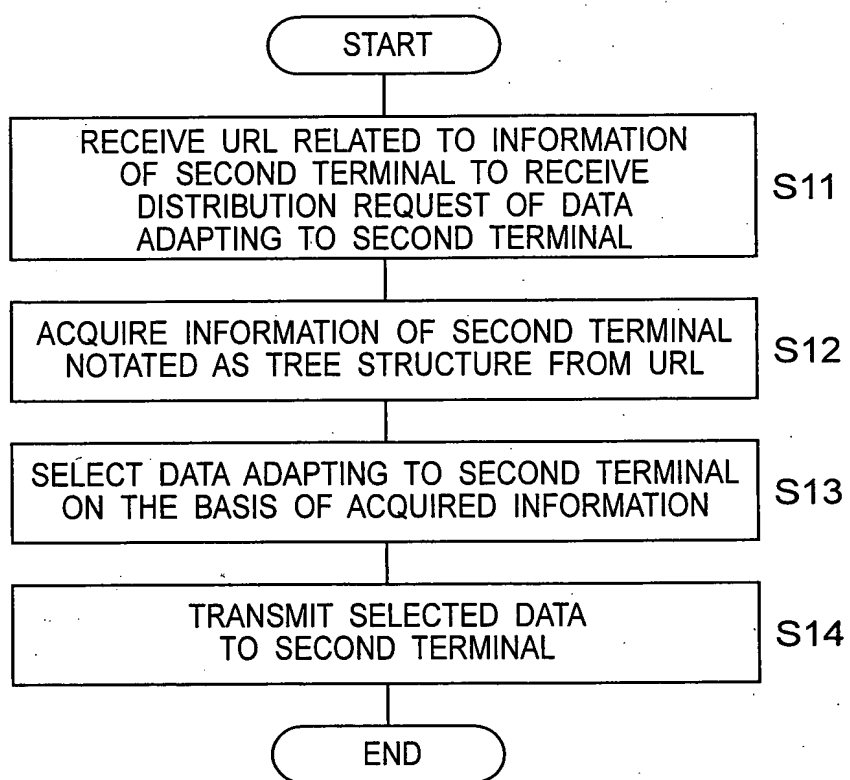 START
RECEIVE URL RELATED TO INFORMATION
OF SECOND TERMINAL TO RECEIVE
DISTRIBUTION REQUEST OF DATA
ADAPTING TO SECOND TERMINAL
S11
ACQUIRE INFORMATION OF SECOND TERMINAL
NOTATED AS TREE STRUCTURE FROM URL
S12
SELECT DATA ADAPTING TO SECOND TERMINAL
ON THE BASIS OF ACQUIRED INFORMATION
S13
TRANSMIT SELECTED DATA
TO SECOND TERMINAL
S14
END